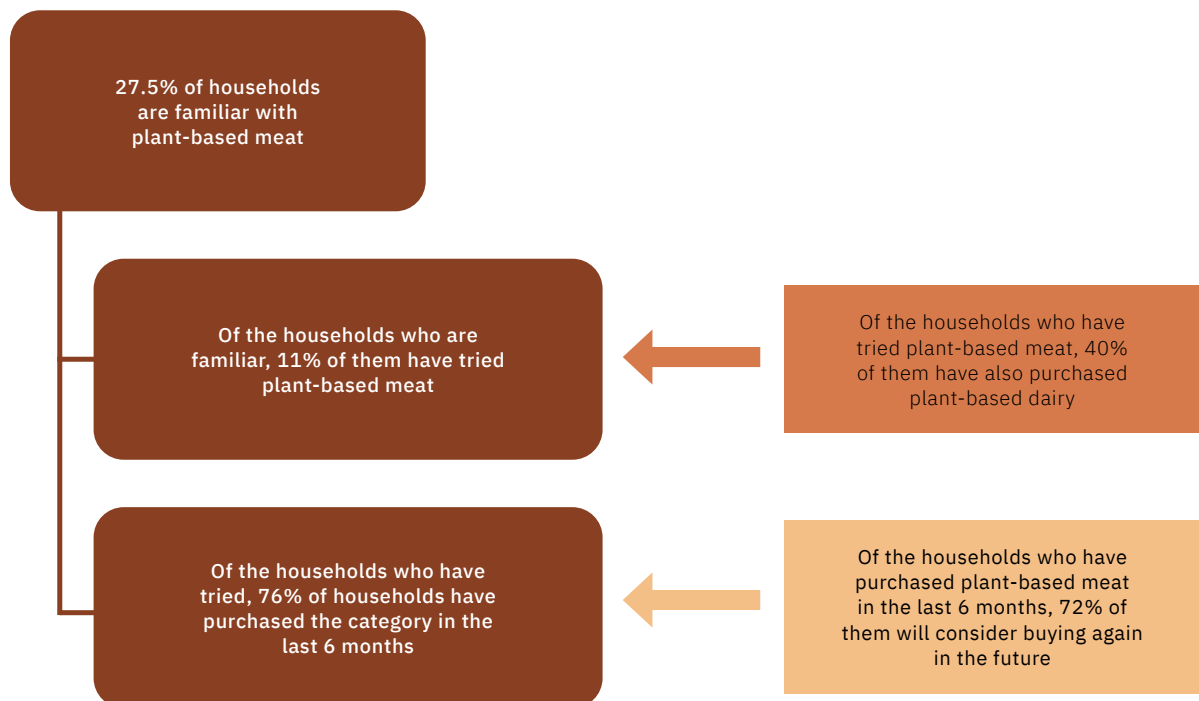 27.5% of households
are familiar with
plant-based meat
Of the households who are
familiar, 11% of them have tried
plant-based meat
Of the households who have
tried plant-based meat, 40%
of them have also purchased
plant-based dairy
Of the households who have
tried, 76% of households have
purchased the category in the
last 6 months
Of the households who have
purchased plant-based meat
in the last 6 months, 72% of
them will consider buying again
in the future